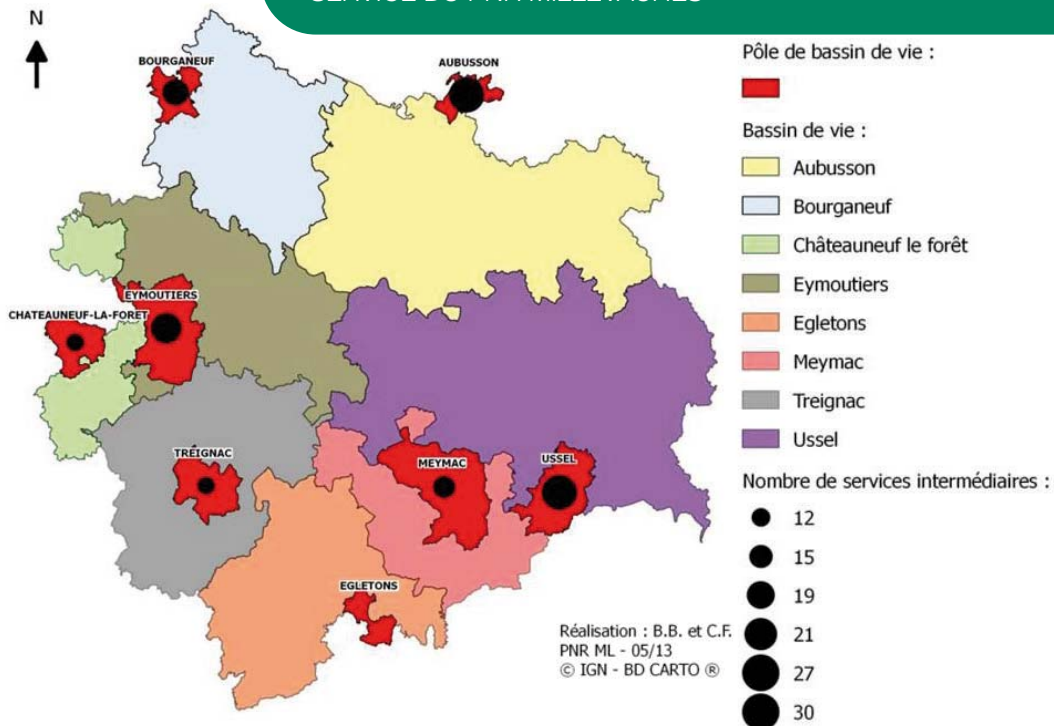 N
BOURGANEUF
AUBUSSON
EYMOUTIERS
CHATEAUNEUF-LA-FORET
TREIGNAC
MEYMAC
USSEL
EGLETONS
Réalisation : B.B. et C.F.
PNR ML - 05/13
© IGN - BD CARTO ®
Pôle de bassin de vie :
Bassin de vie :
Aubusson
Bourganeuf
Châteauneuf le forêt
Eymoutiers
Egletons
Meymac
Treignac
Ussel
Nombre de services intermédiaires :
12
15
19
21
27
30